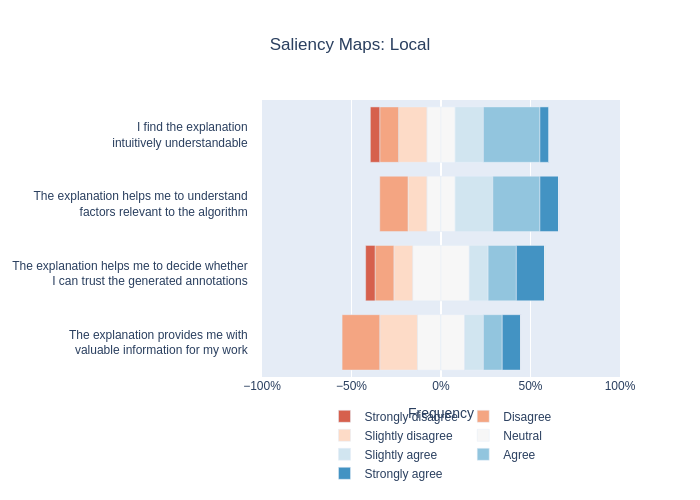 Saliency Maps: Local
I find the explanation
intuitively understandable
The explanation helps me to understand
factors relevant to the algorithm
The explanation helps me to decide whether
I can trust the generated annotations
The explanation provides me with
valuable information for my work
−100% −50% 0% 50% 100%
Frequency
Strongly disagree Disagree
Slightly disagree Neutral
Slightly agree Agree
Strongly agree